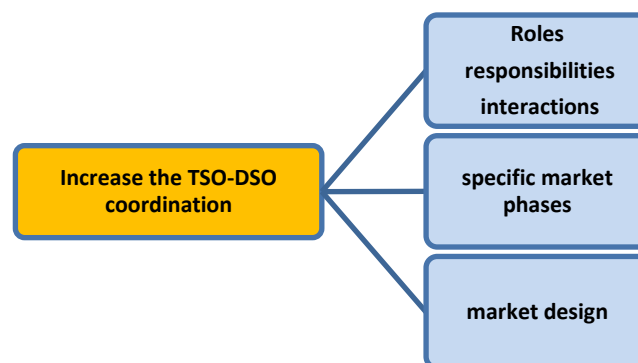 Increase the TSO-DSO
coordination
Roles
responsibilities
interactions
specific market
phases
market design